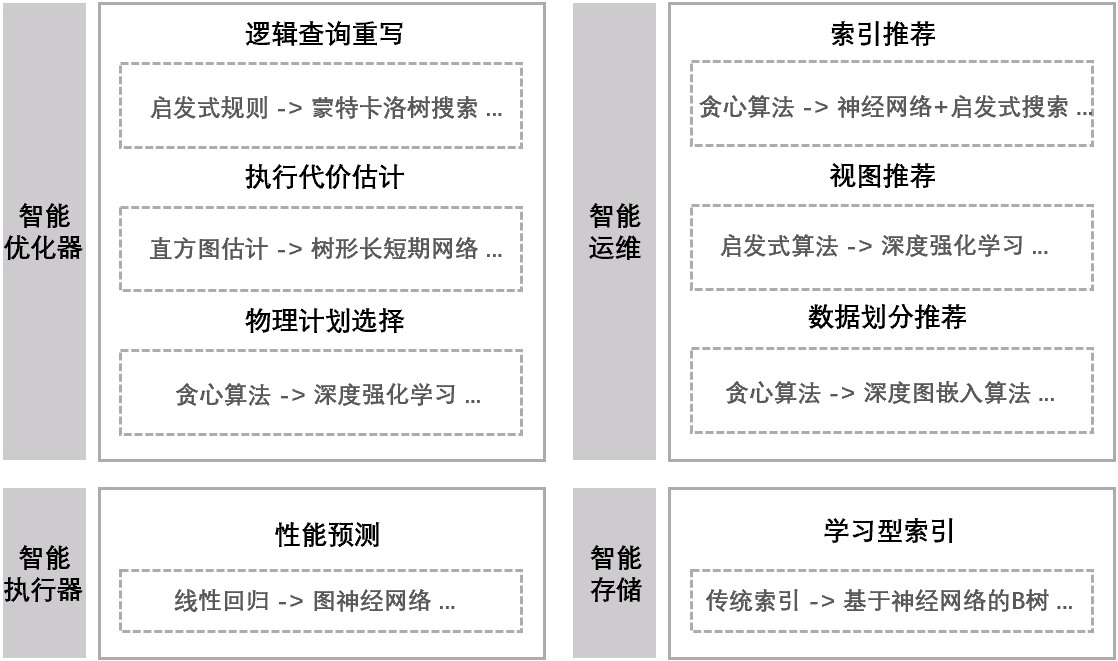 智能
优化器
逻辑查询重写
启发式规则 -> 蒙特卡洛树搜索 ...
执行代价估计
直方图估计 -> 树形长短期网络 ...
物理计划选择
贪心算法 -> 深度强化学习 ...
智能
运维
索引推荐
贪心算法 -> 神经网络+启发式搜索 ...
视图推荐
启发式算法 -> 深度强化学习 ...
数据划分推荐
贪心算法 -> 深度图嵌入算法 ...
智能
执行器
性能预测
线性回归 -> 图神经网络 ...
智能
存储
学习型索引
传统索引 -> 基于神经网络的B树 ...